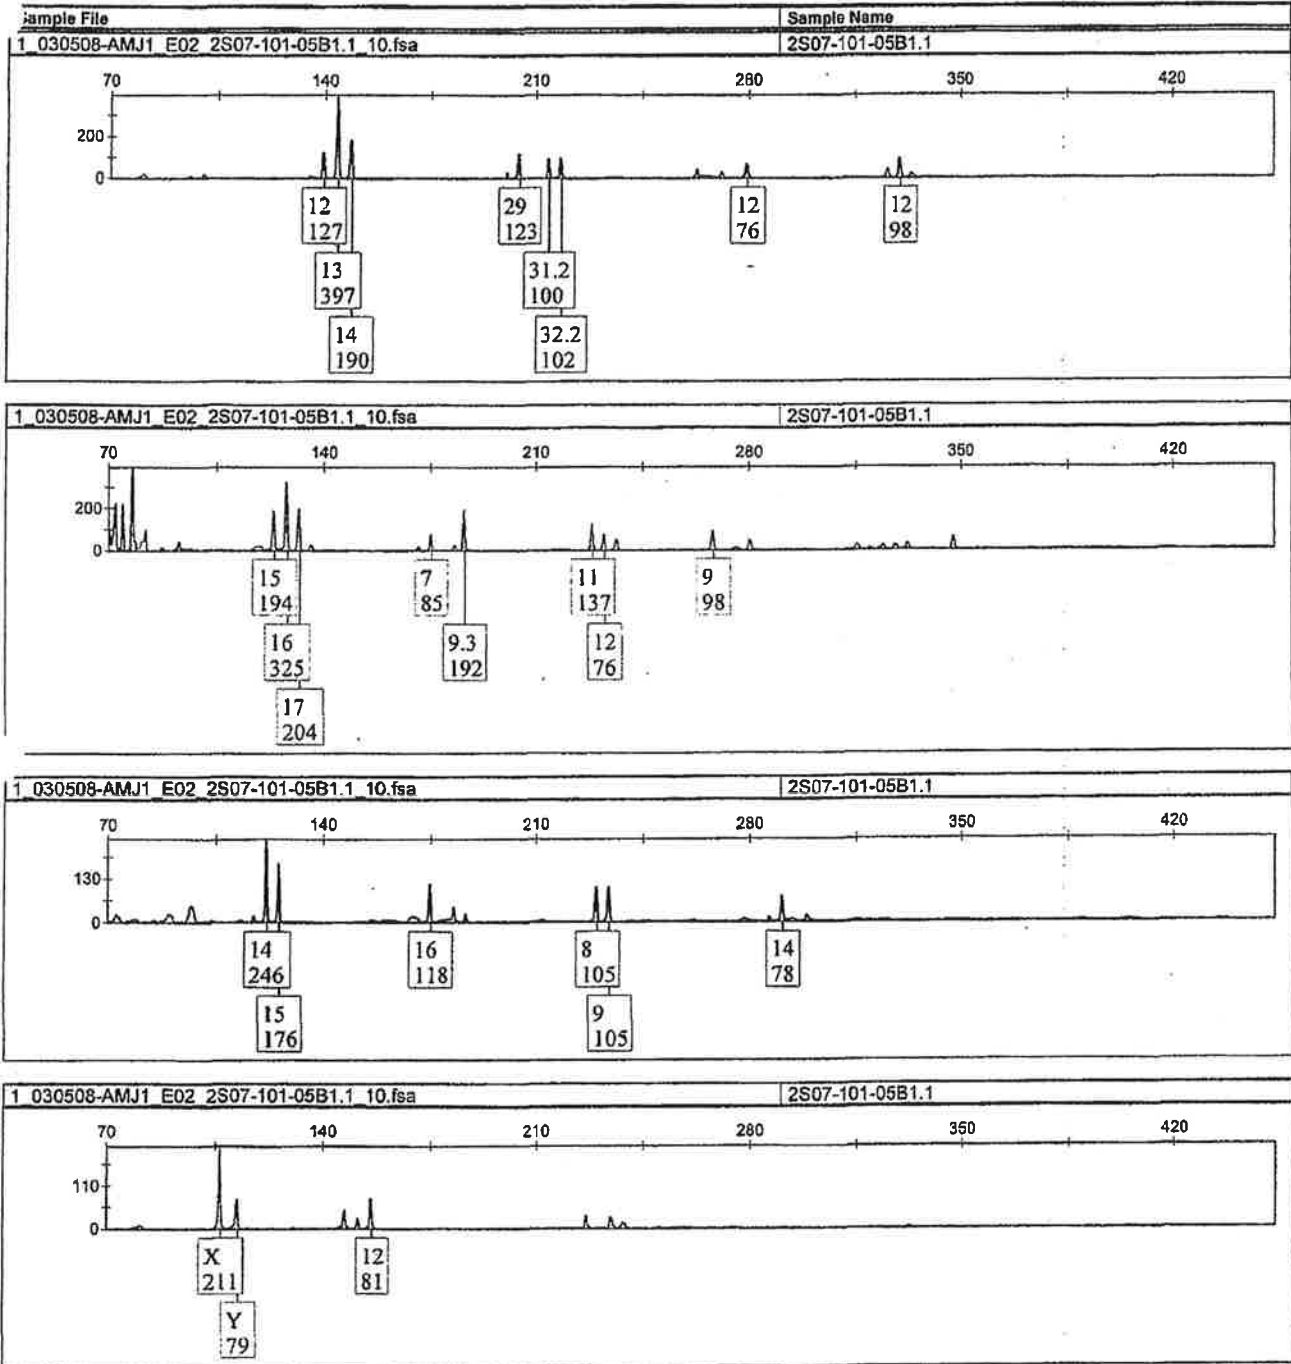 Sample File Sample Name
1_030508-AMJ1_E02_2S07-101-05B1.1_10.fsa 2S07-101-05B1.1
70 140 210 280 350 420
200
0
12 29 12 12
127 123 76 98
13 31.2
397 100
14 32.2
190 102
1_030508-AMJ1_E02_2S07-101-05B1.1_10.fsa 2S07-101-05B1.1
70 140 210 280 350 420
200
0
15 7 11 9
194 85 137 98
16 9.3 12
325 192 76
17
204
1_030508-AMJ1_E02_2S07-101-05B1.1_10.fsa 2S07-101-05B1.1
70 140 210 280 350 420
130
0
14 16 8 14
246 118 105 78
15 9
176 105
1_030508-AMJ1_E02_2S07-101-05B1.1_10.fsa 2S07-101-05B1.1
70 140 210 280 350 420
110
0
X 12
211 81
Y
79